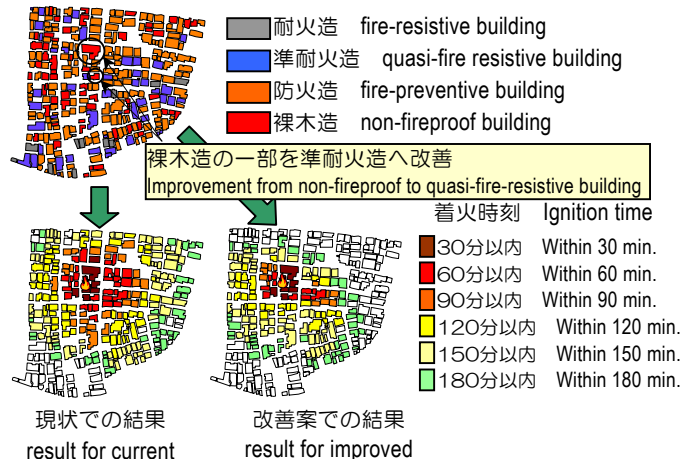 耐火造 fire-resistive building
準耐火造 quasi-fire resistive building
防火造 fire-preventive building
裸木造 non-fireproof building
裸木造の一部を準耐火造へ改善
Improvement from non-fireproof to quasi-fire-resistive building
着火時刻 Ignition time
30分以内 Within 30 min.
60分以内 Within 60 min.
90分以内 Within 90 min.
120分以内 Within 120 min.
150分以内 Within 150 min.
180分以内 Within 180 min.
現状での結果
result for current
改善案での結果
result for improved